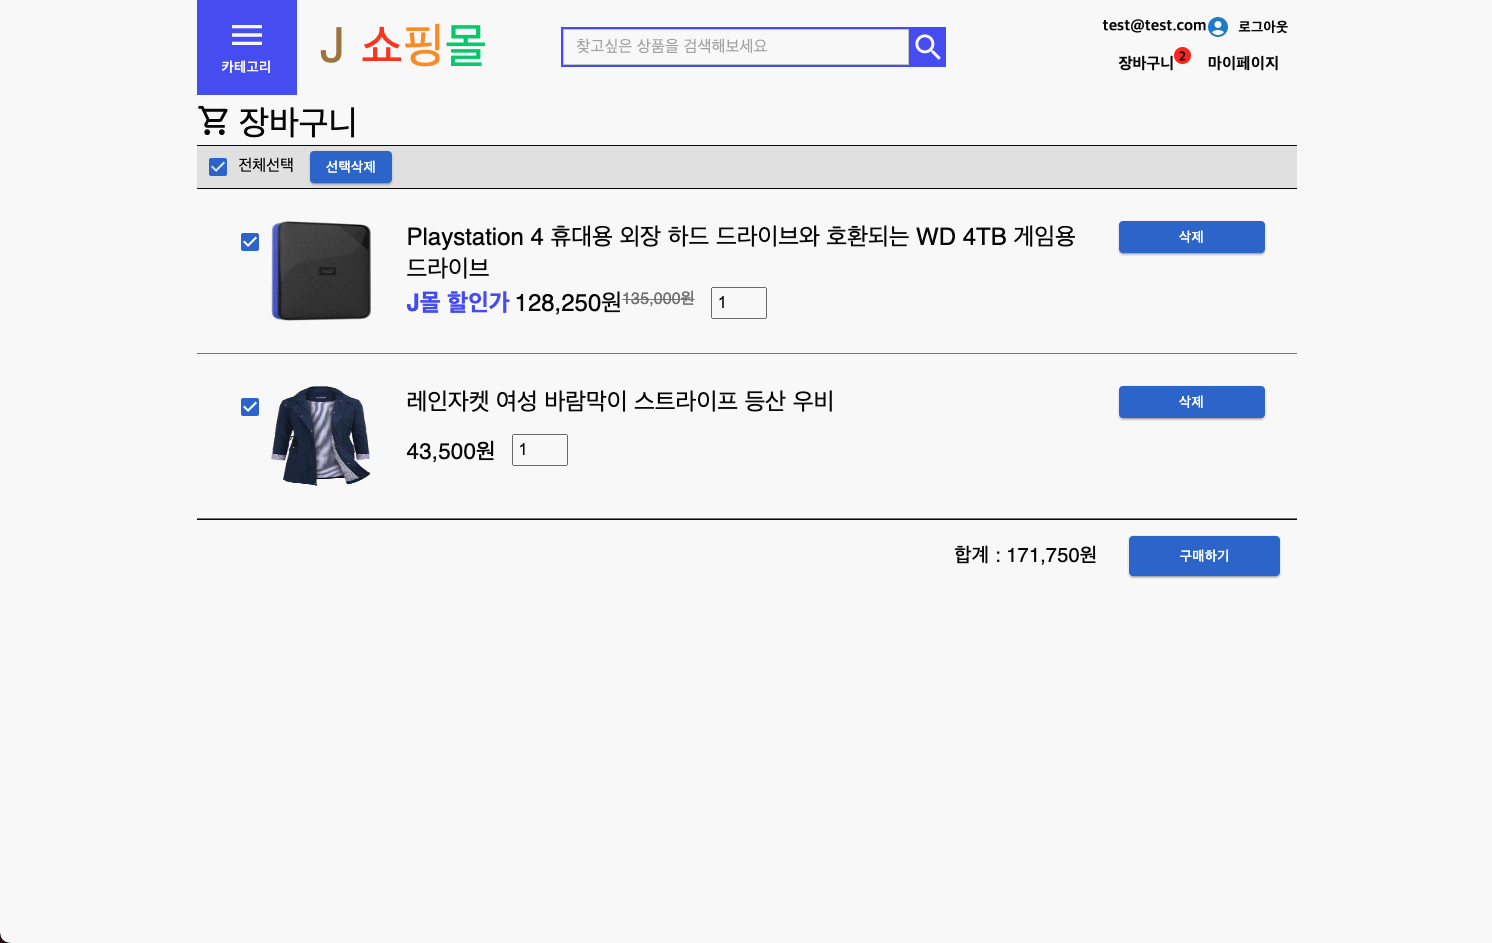 카테고리
J 쇼핑몰
찾고싶은 상품을 검색해보세요
test@test.com 로그아웃
장바구니 2 마이페이지
장바구니
전체선택 선택삭제
Playstation 4 휴대용 외장 하드 드라이브와 호환되는 WD 4TB 게임용
드라이브
삭제
J몰 할인가 128,250원 135,000원 1
레인자켓 여성 바람막이 스트라이프 등산 우비
삭제
43,500원 1
합계 : 171,750원 구매하기